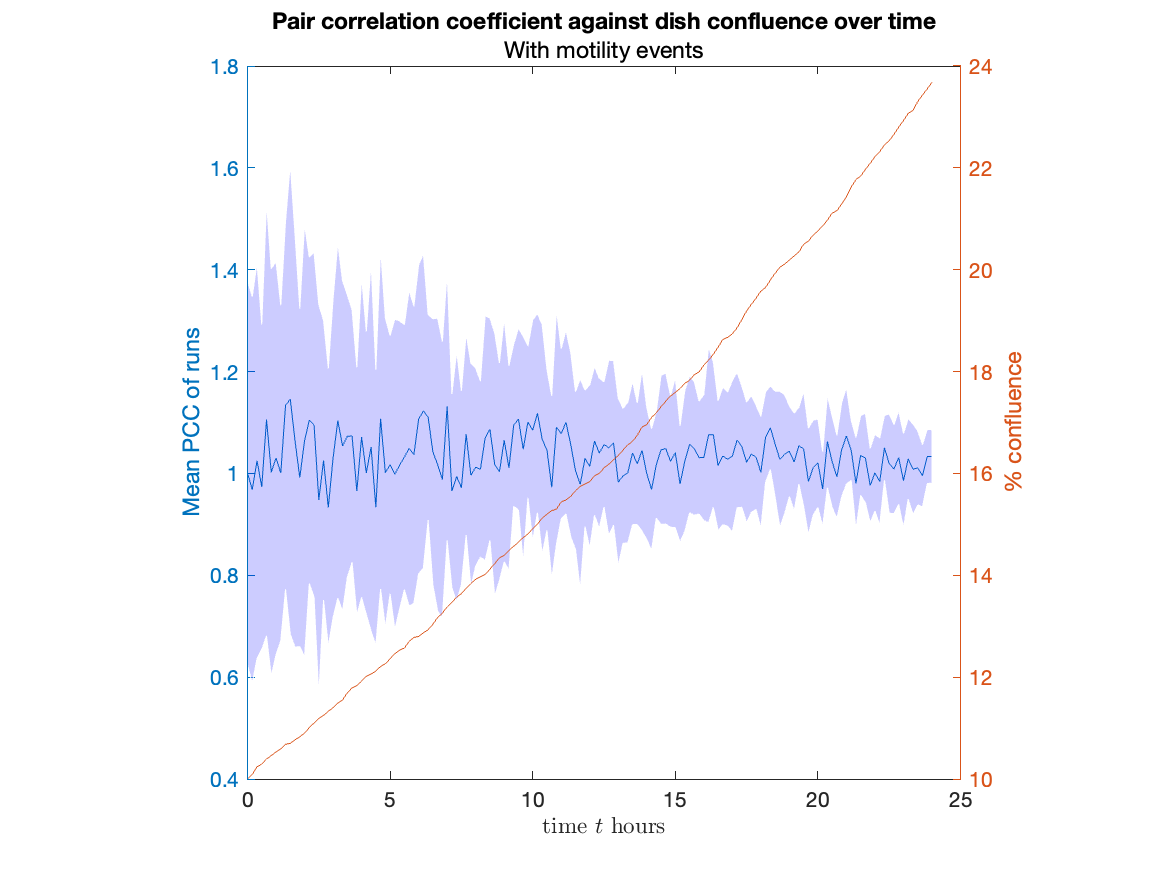 Pair correlation coefficient against dish confluence over time
With motility events
1.8
1.6
1.4
1.2
1
0.8
0.6
0.4
Mean PCC of runs
24
22
20
18
16
14
12
10
% confluence
0 5 10 15 20 25
time t hours